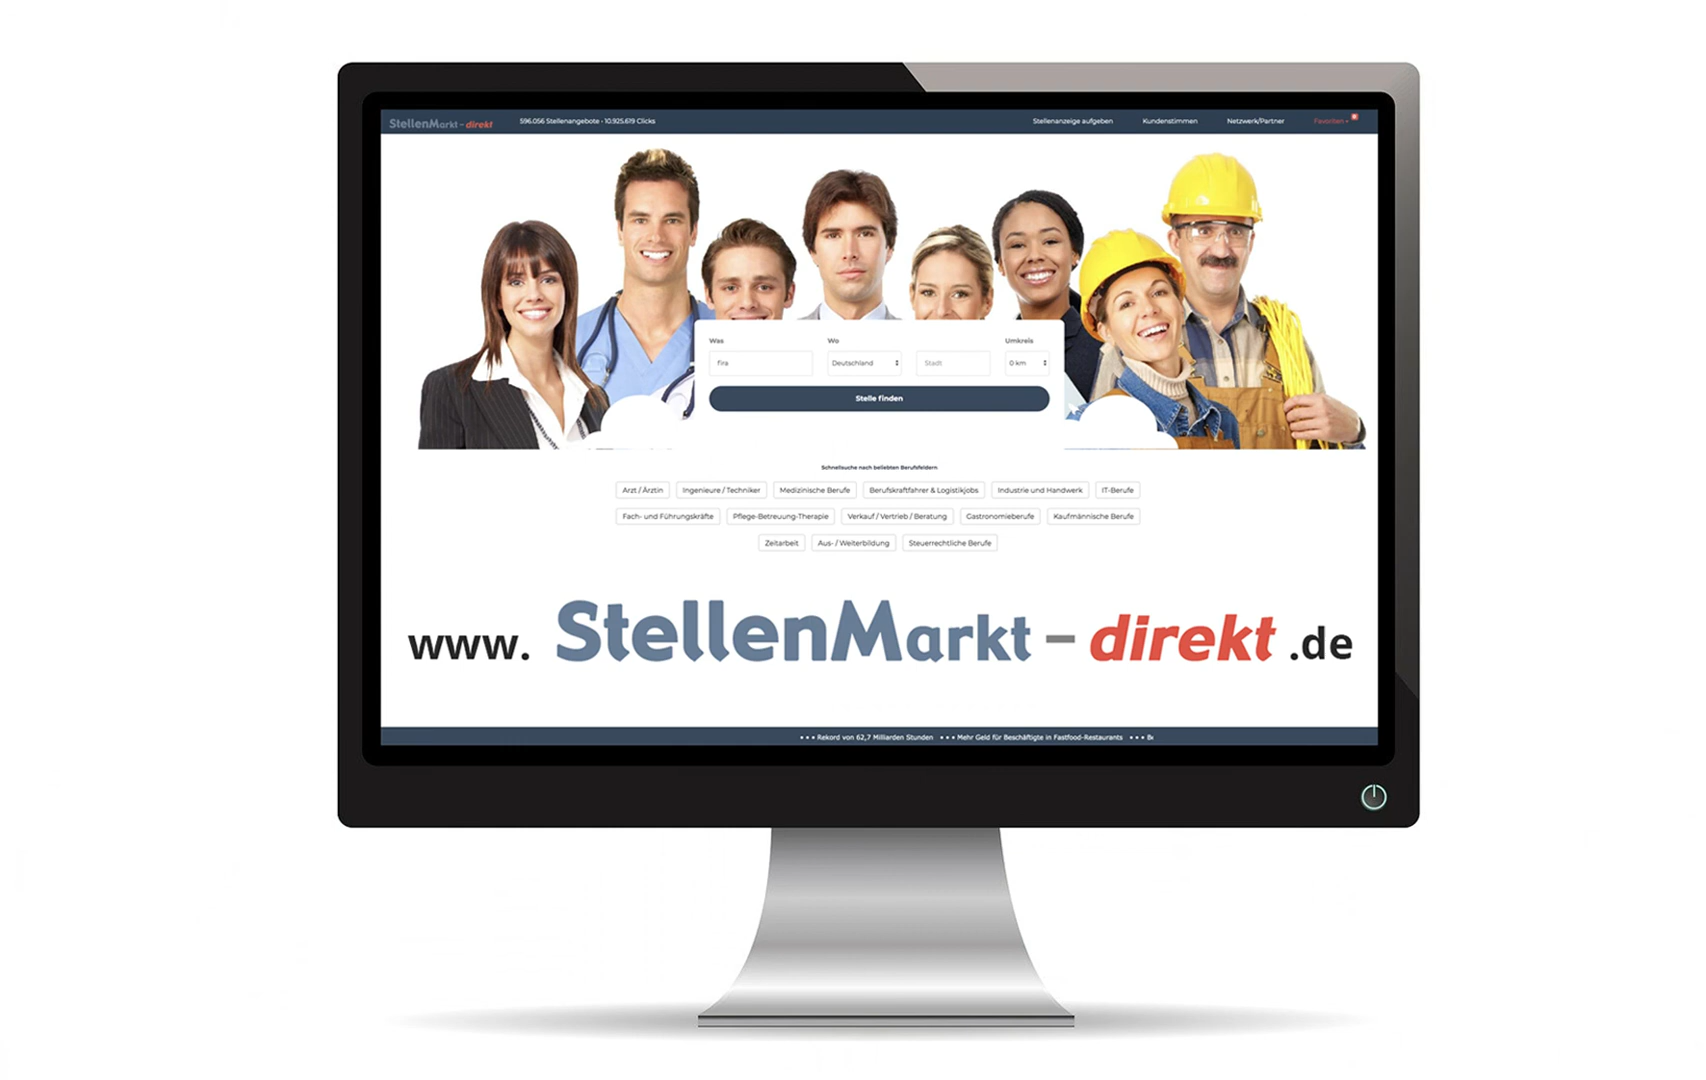 StellenMarkt - direkt 596.056 Stellenangebote - 10.925.619 Clicks Stellenanzeige aufgeben Kundenstimmen Netzwerk/Partner Favoriten
Was Wo Umkreis
fira Deutschland Stadt 0 km
Stelle finden
Schnellsuche nach beliebten Berufsfeldern
Arzt / Ärztin Ingenieure / Techniker Medizinische Berufe Berufskraftfahrer & Logistikjobs Industrie und Handwerk IT-Berufe
Fach- und Führungskräfte Pflege-Betreuung-Therapie Verkauf / Vertrieb / Beratung Gastronomieberufe Kaufmännische Berufe
Zeitarbeit Aus- / Weiterbildung Steuerrechtliche Berufe
www. StellenMarkt - direkt .de
• • • Rekord von 62,7 Milliarden Stunden • • • Mehr Geld für Beschäftigte in Fastfood-Restaurants • • •